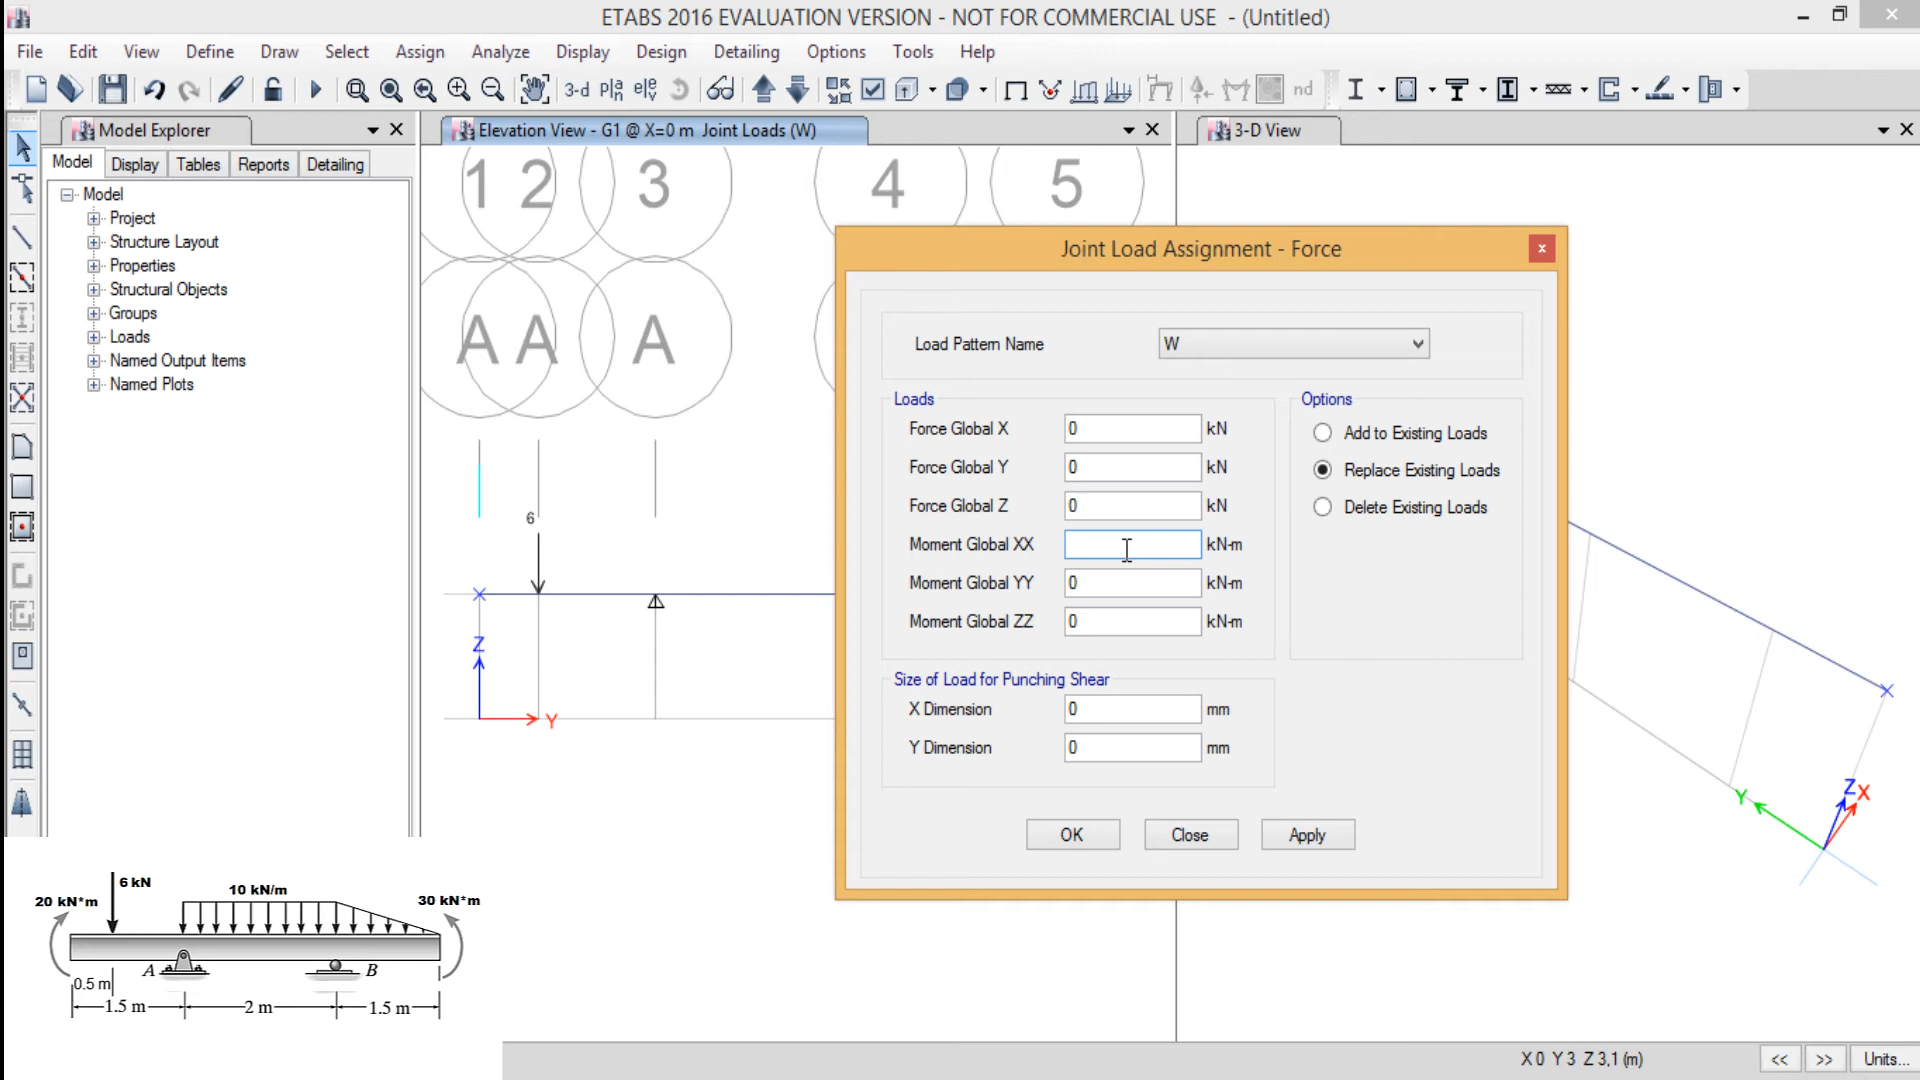 ETABS 2016 EVALUATION VERSION - NOT FOR COMMERCIAL USE - (Untitled)
File Edit View Define Draw Select Assign Analyze Display Design Detailing Options Tools Help
3-d pla ele nd
Model Explorer
Elevation View - G1 @ X=0 m Joint Loads (W)
3-D View
Model Display Tables Reports Detailing
Model
Project
Structure Layout
Properties
Structural Objects
Groups
Loads
Named Output Items
Named Plots
1 2 3 4 5
A A A
6
Z
Y
Joint Load Assignment - Force
Load Pattern Name W
Loads
Force Global X 0 kN
Force Global Y 0 kN
Force Global Z 0 kN
Moment Global XX kN-m
Moment Global YY 0 kN-m
Moment Global ZZ 0 kN-m
Options
Add to Existing Loads
Replace Existing Loads
Delete Existing Loads
Size of Load for Punching Shear
X Dimension 0 mm
Y Dimension 0 mm
OK Close Apply
Y Z X
6 kN
20 kN*m
10 kN/m
30 kN*m
A B
0.5 m
1.5 m 2 m 1.5 m
X 0 Y 3 Z 3,1 (m)
<< >> Units...